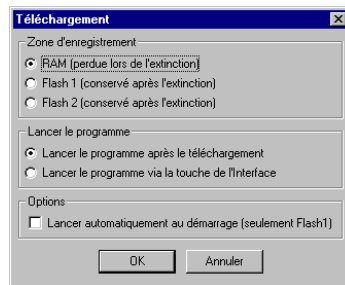 Téléchargement
Zone d'enregistrement
RAM (perdue lors de l'extinction)
Flash 1 (conservé après l'extinction)
Flash 2 (conservé après l'extinction)
Lancer le programme
Lancer le programme après le téléchargement
Lancer le programme via la touche de l'Interface
Options
Lancer automatiquement au démarrage (seulement Flash1)
OK
Annuler